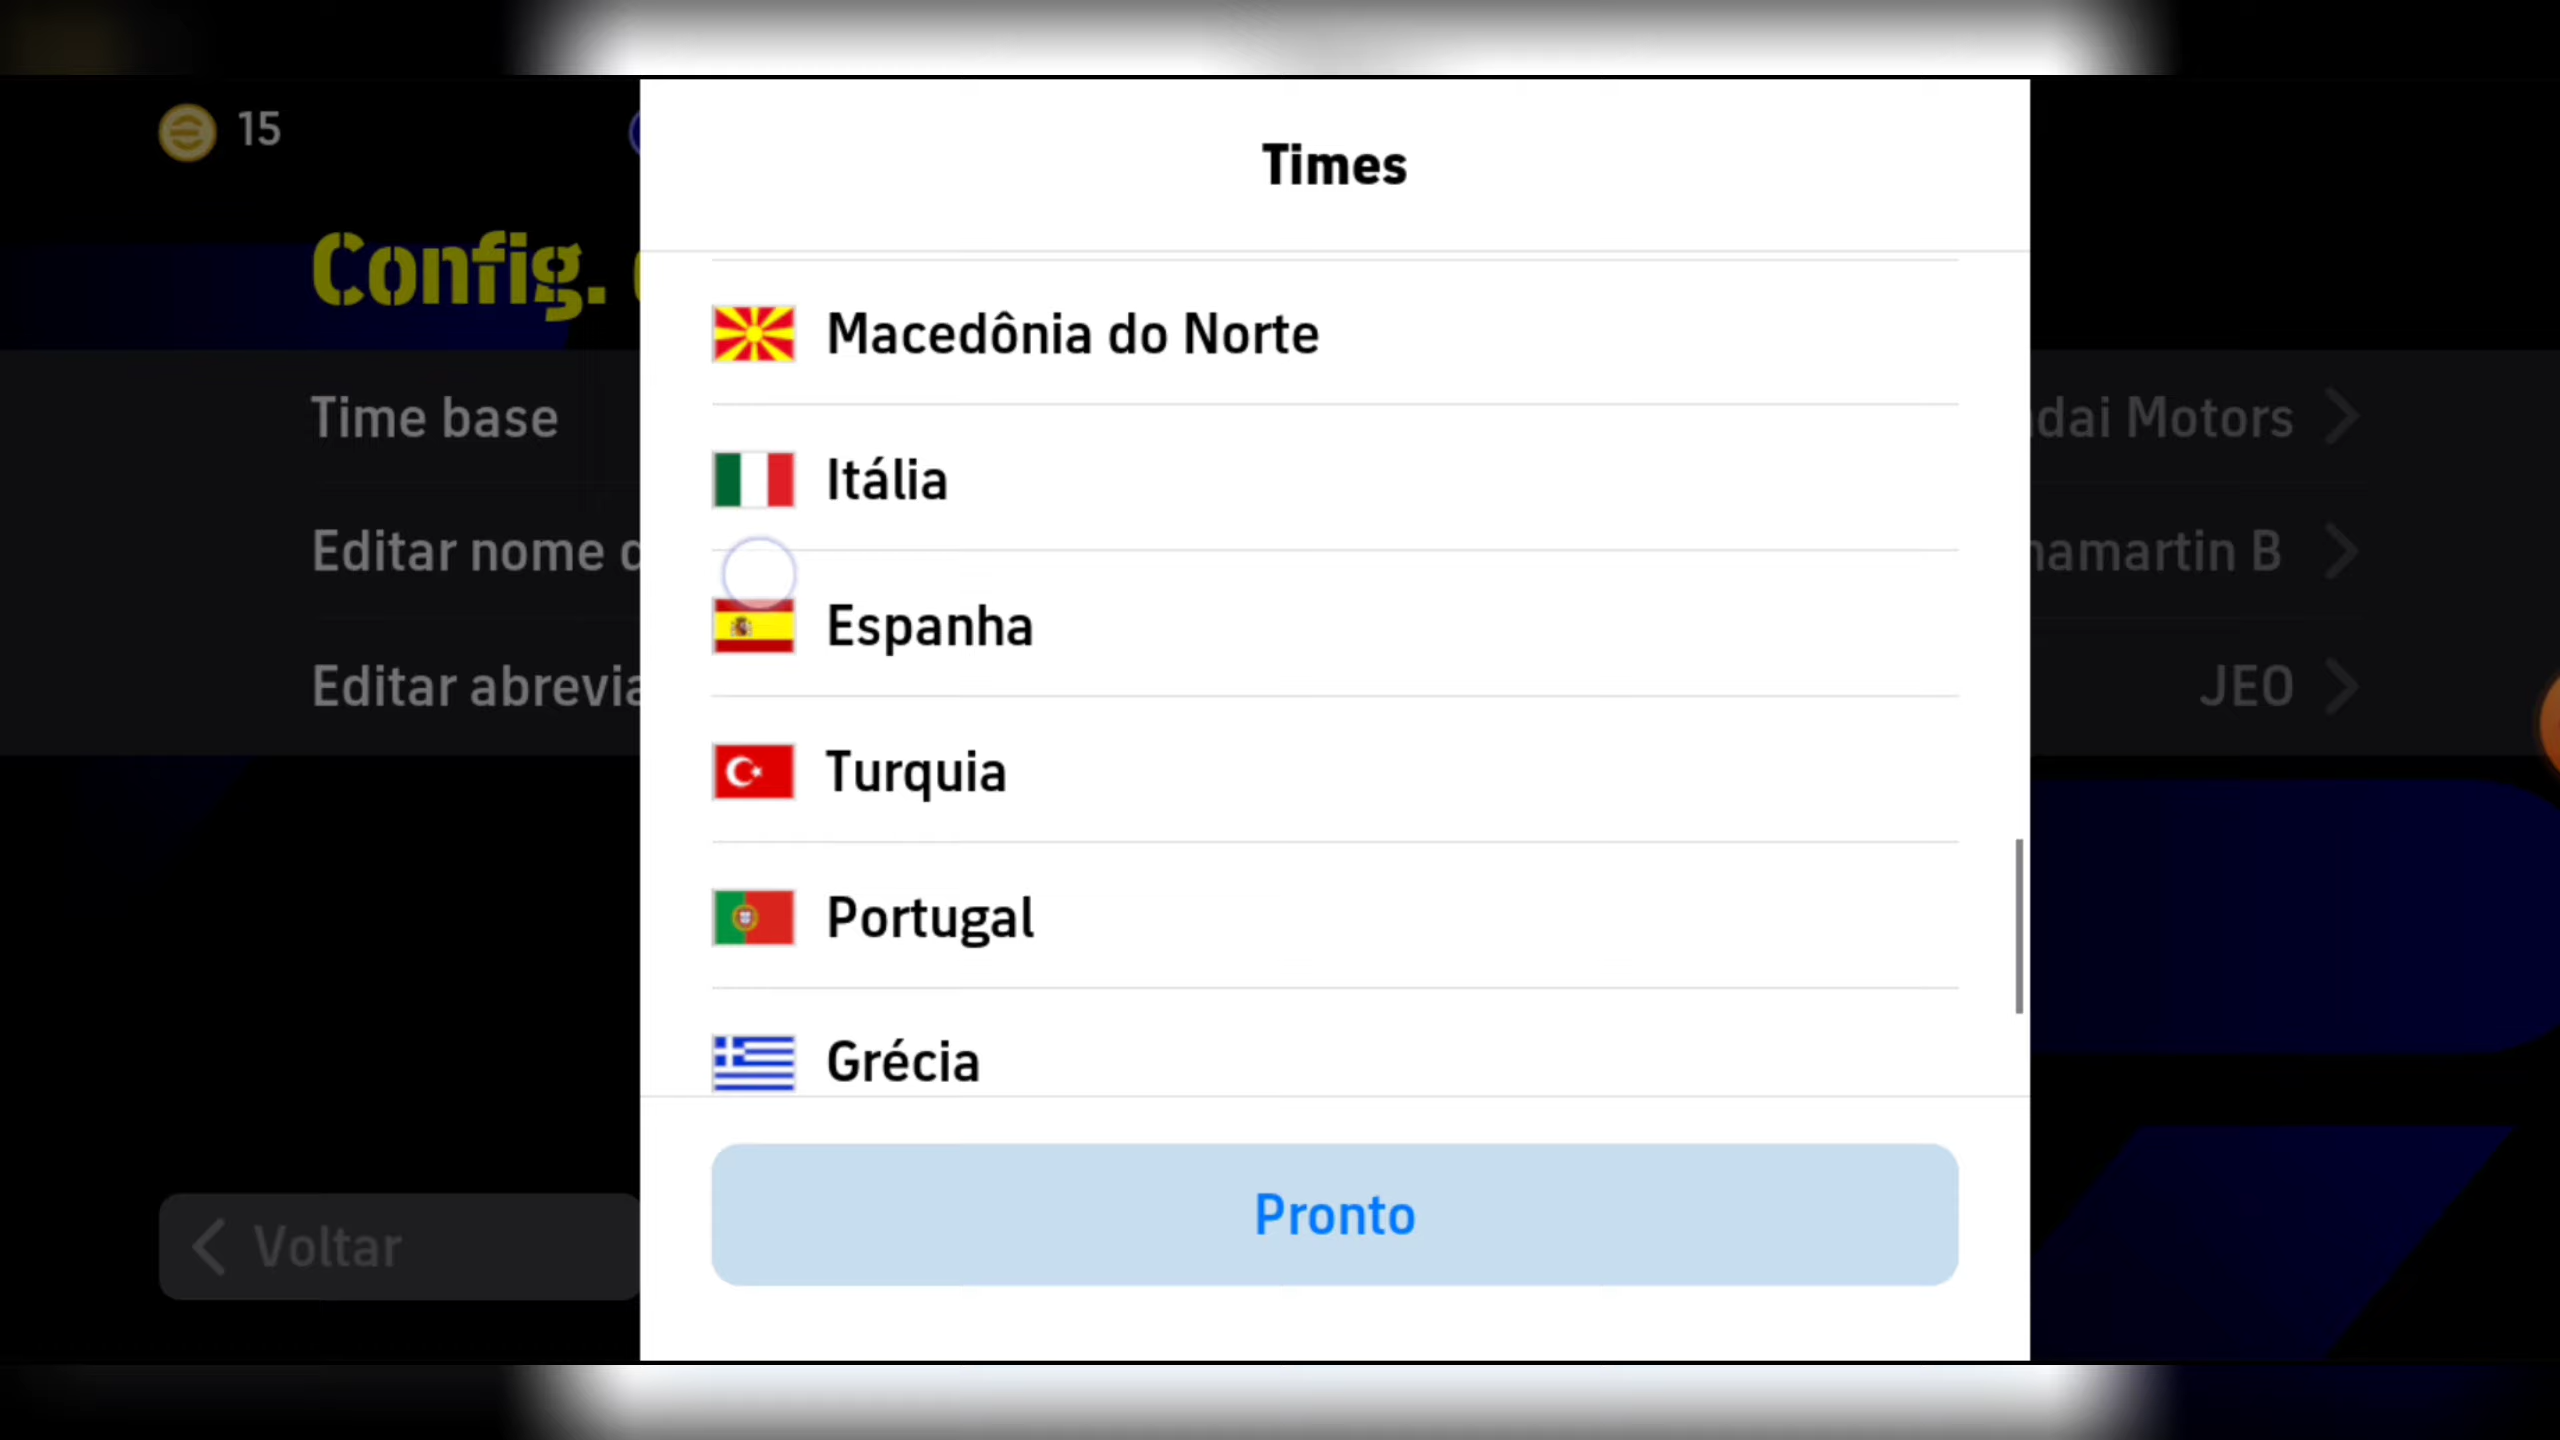 15
Times
Config.
Macedônia do Norte
Time base
dai Motors
Itália
Editar nome
namartin B
Espanha
Editar abrevia
JEO
Turquia
Portugal
Grécia
Pronto
Voltar